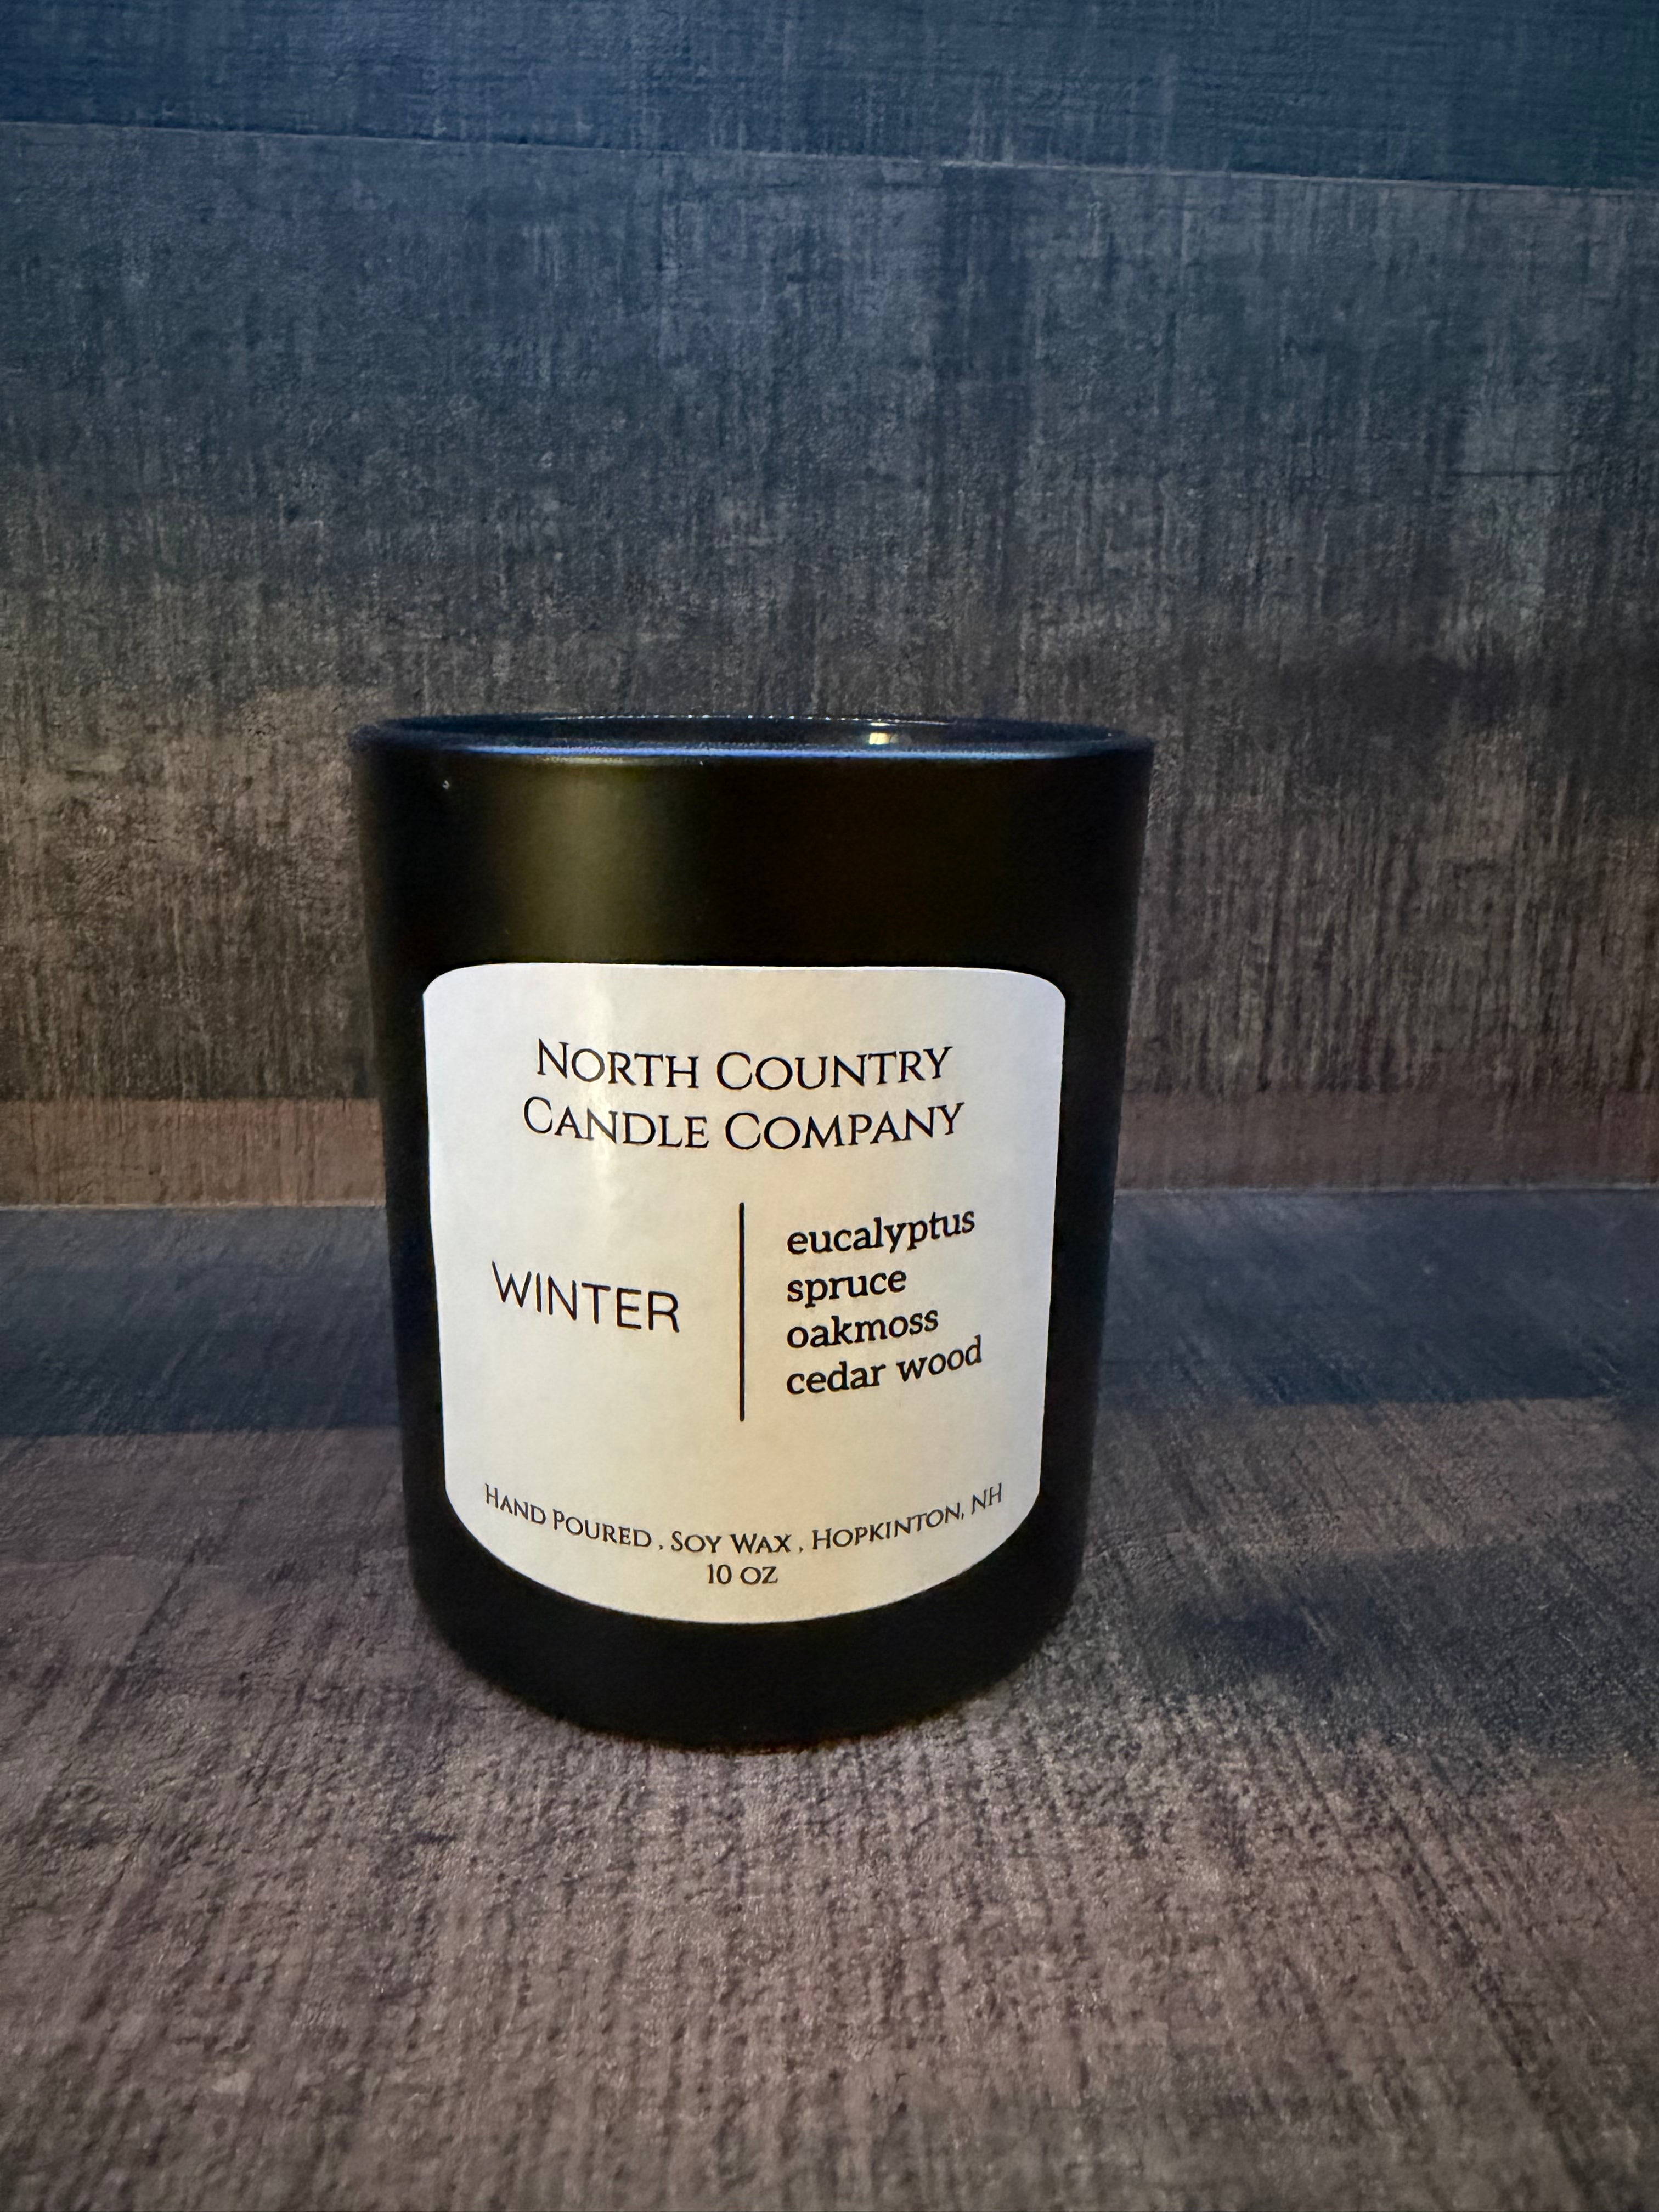 NORTH COUNTRY
CANDLE COMPANY
WINTER
eucalyptus
spruce
oakmoss
cedar wood
HAND POURED . SOY WAX . HOPKINTON, NH
10 OZ